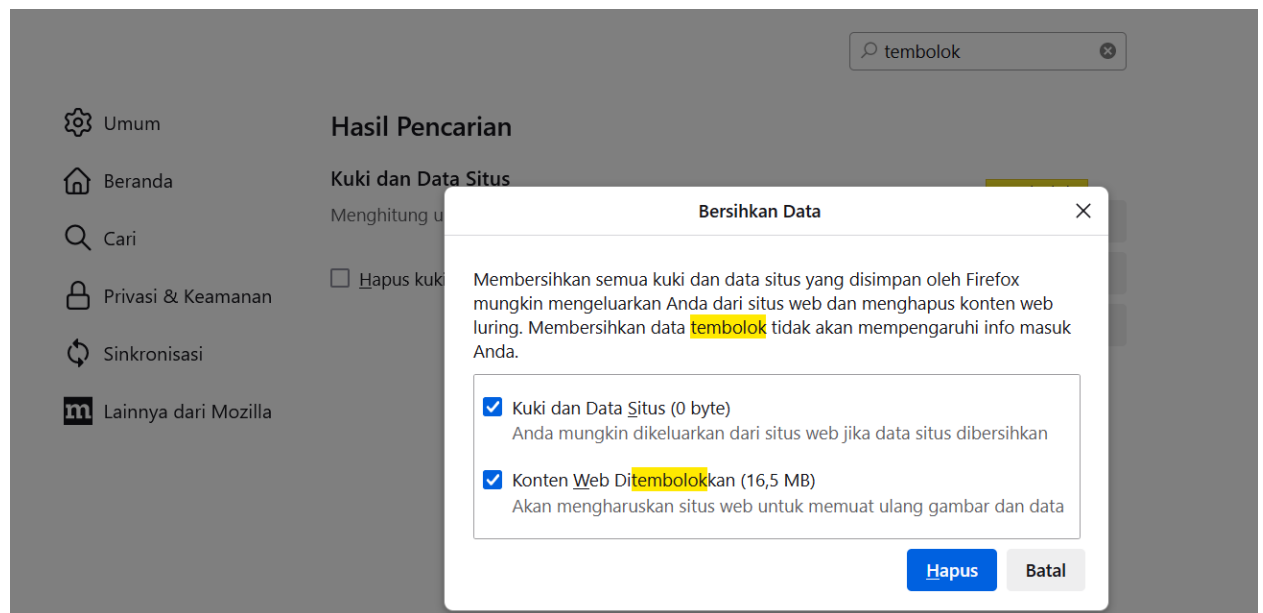 tembolok
Umum
Beranda
Cari
Privasi & Keamanan
Sinkronisasi
m Lainnya dari Mozilla
Hasil Pencarian
Kuki dan Data Situs
Menghitung u
Hapus kuki
Bersihkan Data
Membersihkan semua kuki dan data situs yang disimpan oleh Firefox
mungkin mengeluarkan Anda dari situs web dan menghapus konten web
luring. Membersihkan data tembolok tidak akan mempengaruhi info masuk
Anda.
Kuki dan Data Situs (0 byte)
Anda mungkin dikeluarkan dari situs web jika data situs dibersihkan
Konten Web Ditembolokkan (16,5 MB)
Akan mengharuskan situs web untuk memuat ulang gambar dan data
Hapus
Batal